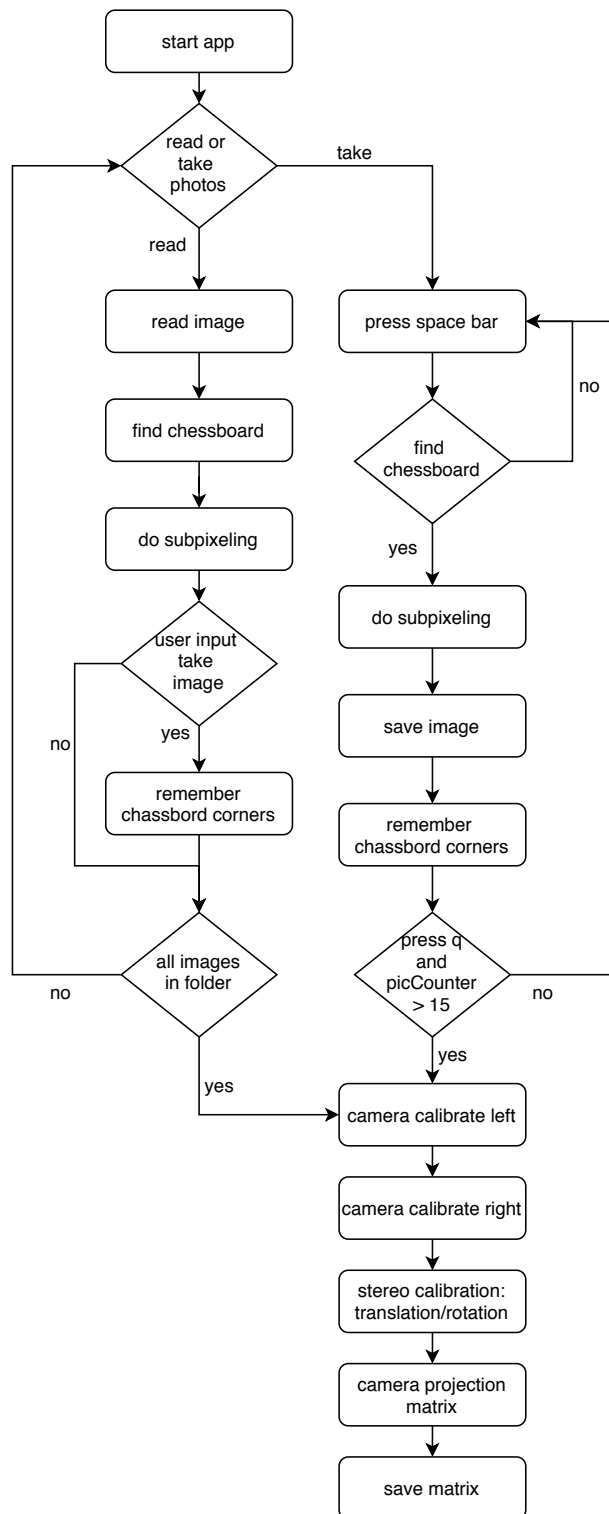 start app
read or
take
photos
take
read
read image
press space bar
no
find chessboard
find
chessboard
do subpixeling
yes
do subpixeling
user input
take
image
no
yes
save image
remember
chassbord corners
remember
chassbord corners
all images
in folder
no
press q
and
picCounter
> 15
no
yes
yes
camera calibrate left
camera calibrate right
stereo calibration:
translation/rotation
camera projection
matrix
save matrix